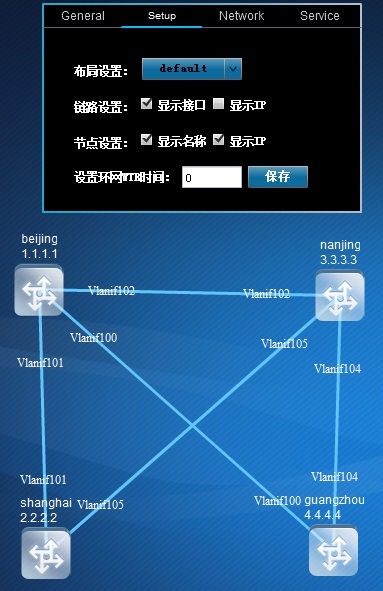 General Setup Network Service
布局设置： default
链路设置： 显示接口 显示IP
节点设置： 显示名称 显示IP
设置环网WTR时间： 0 保存
beijing
1.1.1.1
nanjing
3.3.3.3
Vlanif102 Vlanif102
Vlanif100 Vlanif105
Vlanif101 Vlanif104
Vlanif101 Vlanif104
Vlanif105 Vlanif100
shanghai
2.2.2.2
guangzhou
4.4.4.4